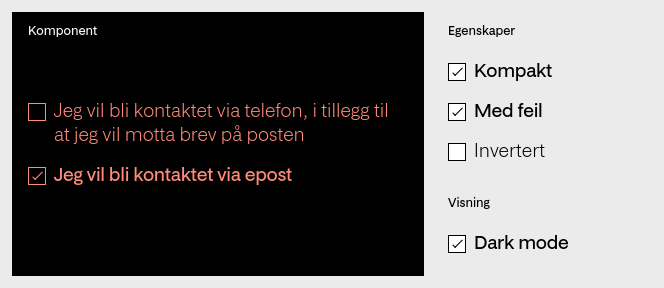 Komponent
Jeg vil bli kontaktet via telefon, i tillegg til
at jeg vil motta brev på posten
Jeg vil bli kontaktet via epost
Egenskaper
Kompakt
Med feil
Invertert
Visning
Dark mode